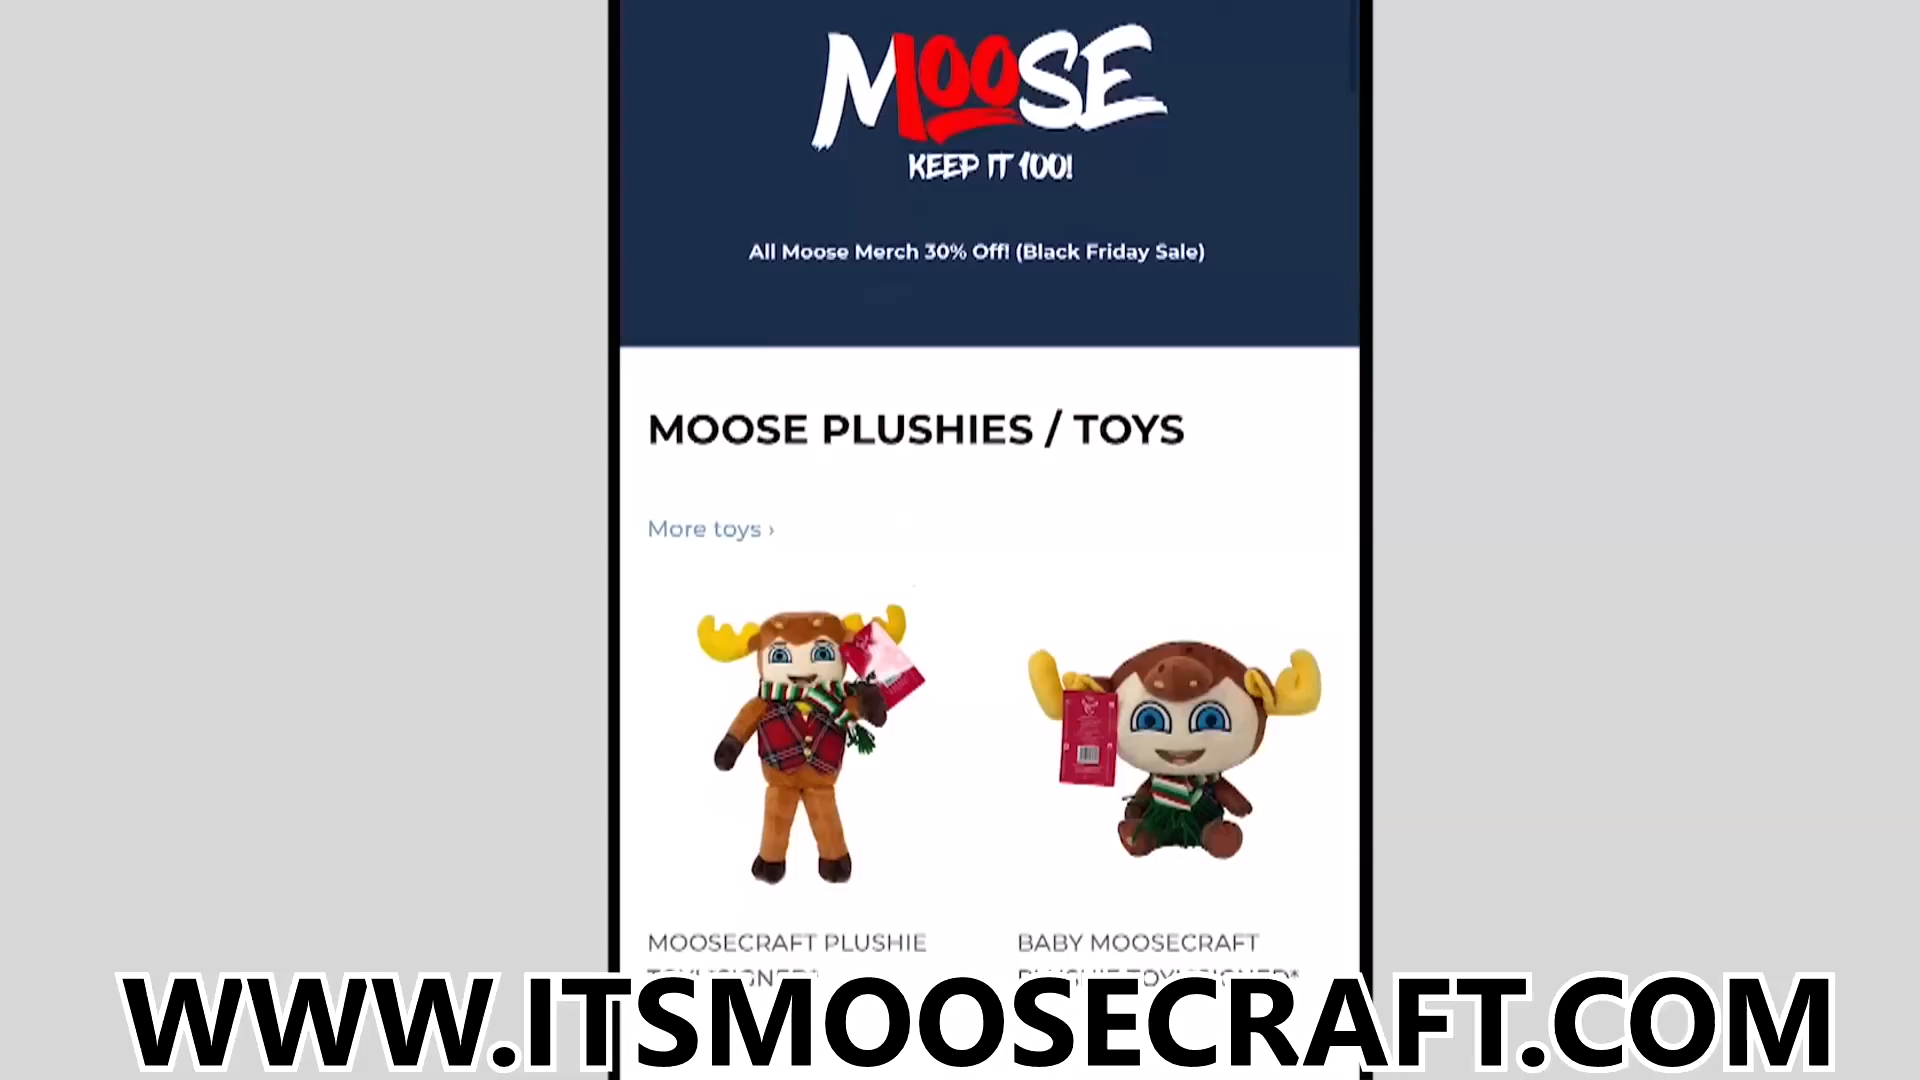 MOOSE
KEEP IT 100!
All Moose Merch 30% Off! (Black Friday Sale)
MOOSE PLUSHIES / TOYS
More toys ›
MOOSECRAFT PLUSHIE
BABY MOOSECRAFT
WWW.ITSMOOSECRAFT.COM